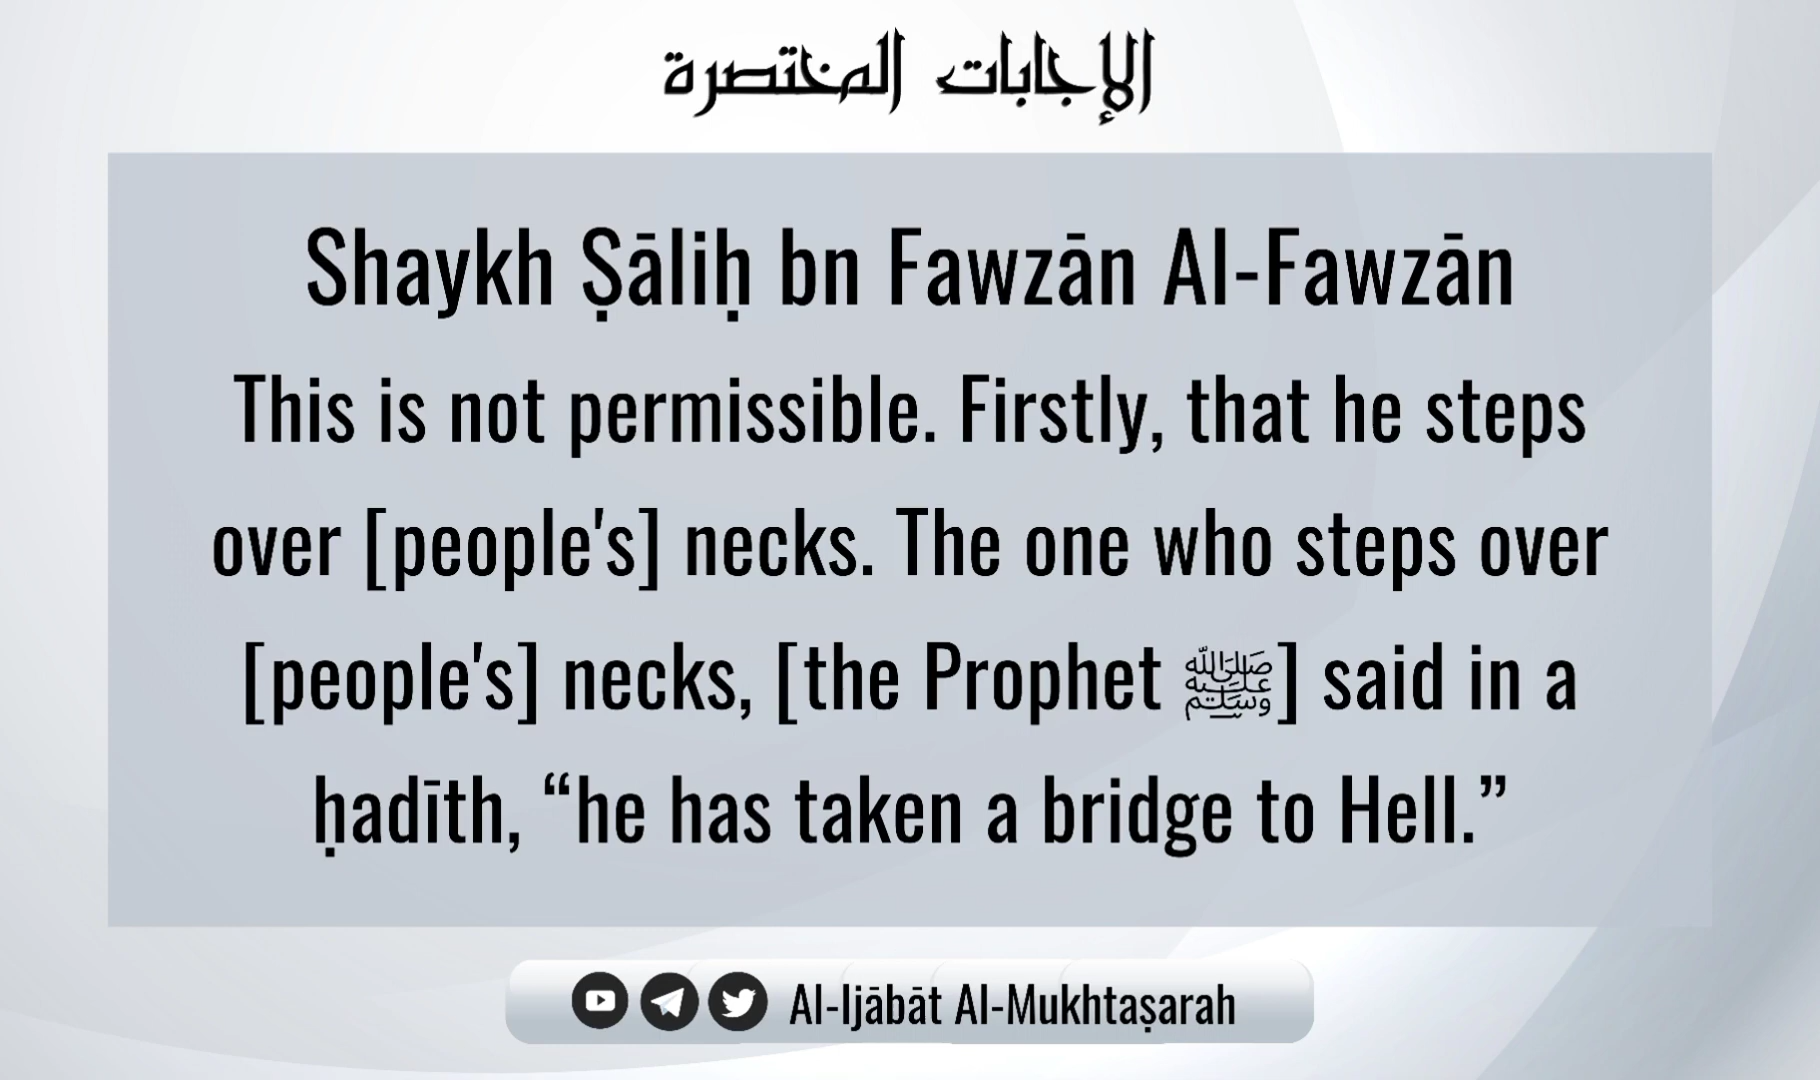 الإجابات المختصرة
Shaykh Ṣāliḥ bn Fawzān Al-Fawzān
This is not permissible. Firstly, that he steps
over [people's] necks. The one who steps over
[people's] necks, [the Prophet ﷺ] said in a
ḥadīth, “he has taken a bridge to Hell.”
Al-Ijābāt Al-Mukhtaṣarah